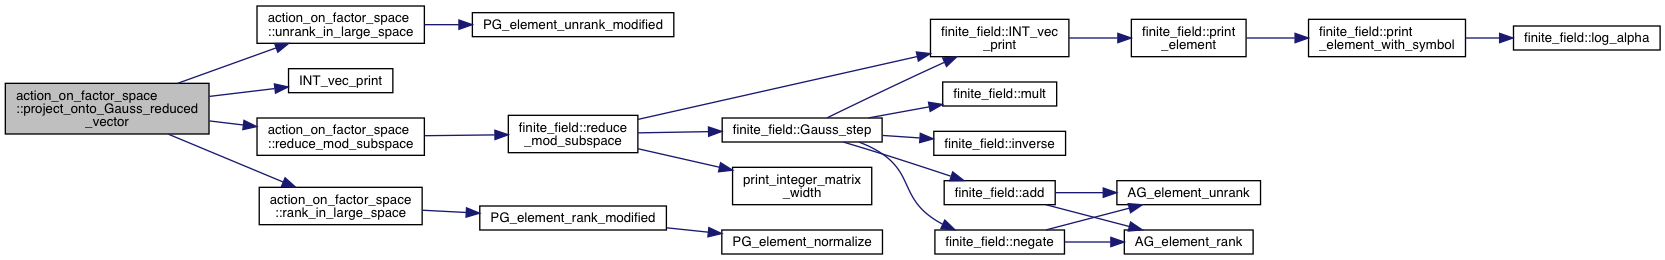 action_on_factor_space
::project_onto_Gauss_reduced
_vector
action_on_factor_space
::unrank_in_large_space
PG_element_unrank_modified
INT_vec_print
action_on_factor_space
::reduce_mod_subspace
action_on_factor_space
::rank_in_large_space
finite_field::reduce
_mod_subspace
PG_element_rank_modified
finite_field::Gauss_step
print_integer_matrix
_width
PG_element_normalize
finite_field::INT_vec
_print
finite_field::mult
finite_field::inverse
finite_field::add
finite_field::negate
finite_field::print
_element
AG_element_unrank
AG_element_rank
finite_field::print
_element_with_symbol
finite_field::log_alpha